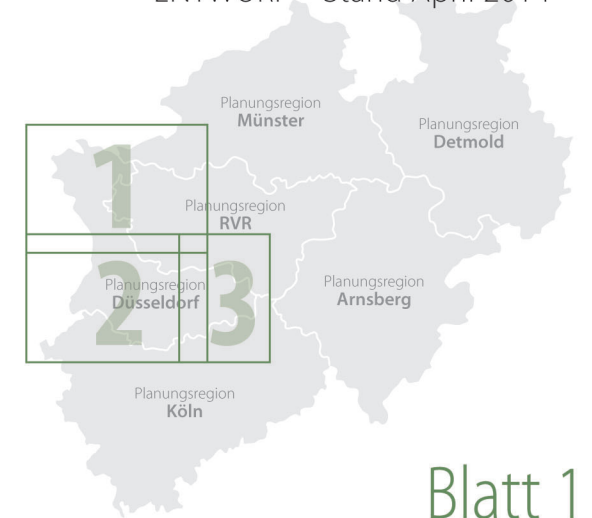 Planungsregion
Münster
Planungsregion
Detmold
1
Planungsregion
RVR
Planungsregion
Düsseldorf
2
3
Planungsregion
Arnsberg
Planungsregion
Köln
Blatt 1